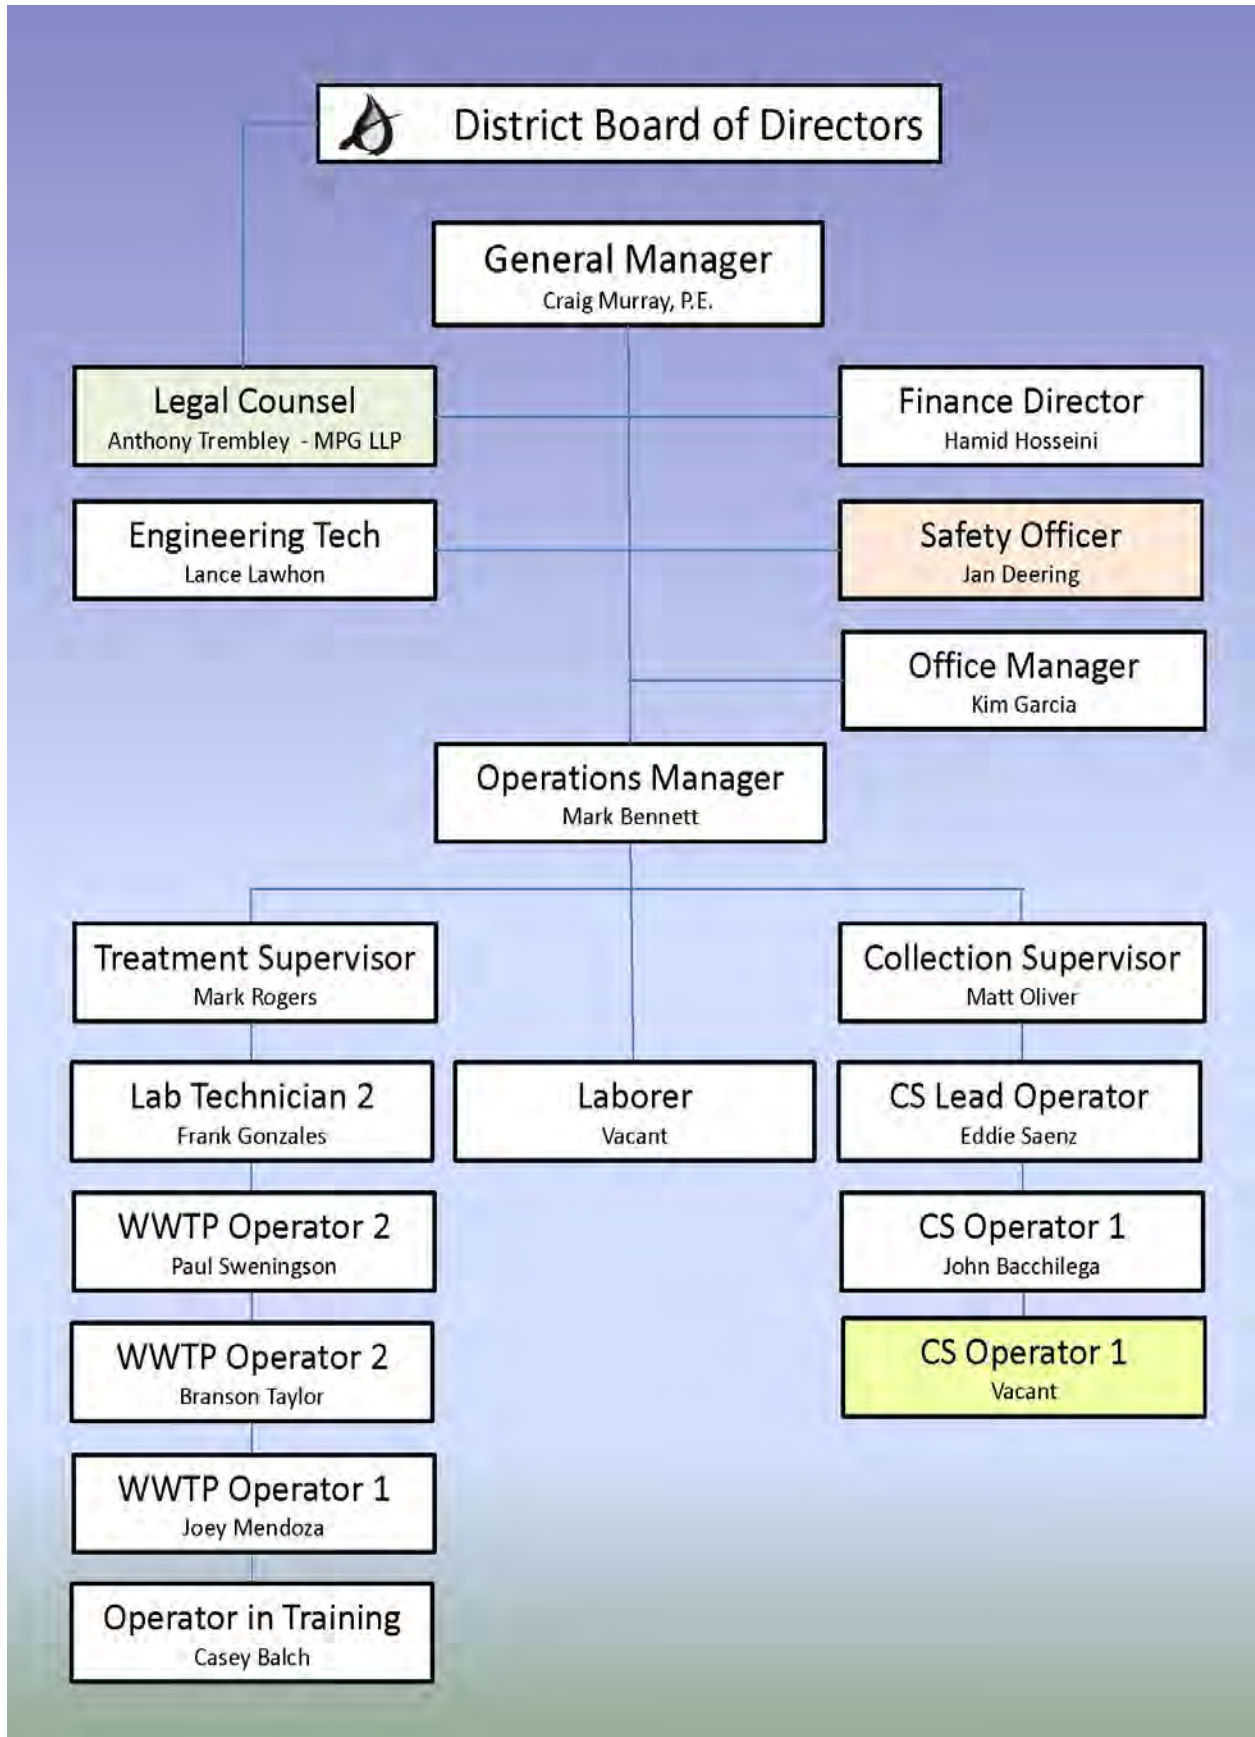 District Board of Directors
General Manager
Craig Murray, P.E.
Legal Counsel
Anthony Trembley - MPG LLP
Finance Director
Hamid Hosseini
Engineering Tech
Lance Lawhon
Safety Officer
Jan Deering
Office Manager
Kim Garcia
Operations Manager
Mark Bennett
Treatment Supervisor
Mark Rogers
Collection Supervisor
Matt Oliver
Lab Technician 2
Frank Gonzales
Laborer
Vacant
CS Lead Operator
Eddie Saenz
WWTP Operator 2
Paul Sweningson
CS Operator 1
John Bacchilega
WWTP Operator 2
Branson Taylor
CS Operator 1
Vacant
WWTP Operator 1
Joey Mendoza
Operator in Training
Casey Balch